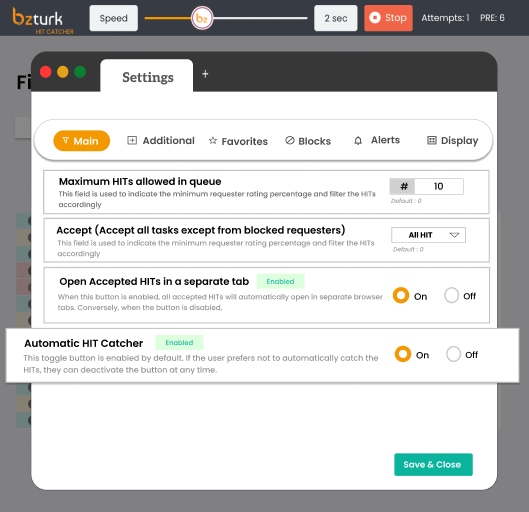 bzturk
HIT CATCHER
Speed
bz
2 sec
Stop
Attempts: 1
PRE: 6
Fi
Settings
+
Main
Additional
Favorites
Blocks
Alerts
Display
Maximum HITs allowed in queue
This field is used to indicate the minimum requester rating percentage and filter the HITs
accordingly
#
10
Default : 0
Accept (Accept all tasks except from blocked requesters)
This field is used to indicate the minimum requester rating percentage and filter the HITs
accordingly
All HIT
Default : 0
Open Accepted HITs in a separate tab
Enabled
When this button is enabled, all accepted HITs will automatically open in separate browser
tabs. Conversely, when the button is disabled,
On
Off
Automatic HIT Catcher
Enabled
This toggle button is enabled by default. If the user prefers not to automatically catch the
HITs, they can deactivate the button at any time.
On
Off
Save & Close